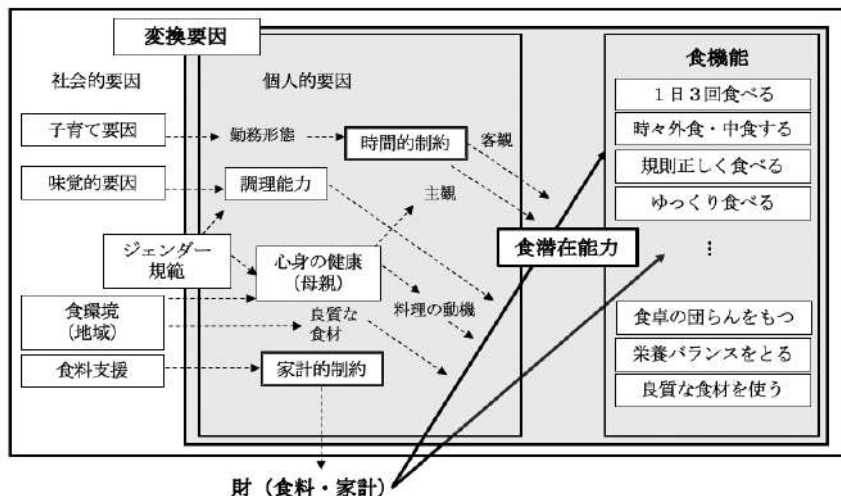 変換要因
社会的要因
個人的要因
食機能
子育て要因
勤務形態
時間的制約
客観
味覚的要因
調理能力
主観
ジェンダー
規範
心身の健康
(母親)
料理の動機
食環境
(地域)
良質な
食材
食料支援
家計的制約
食潜在能力
1日3回食べる
時々外食・中食する
規則正しく食べる
ゆっくり食べる
⋮
食卓の団らんをもつ
栄養バランスをとる
良質な食材を使う
財(食料・家計)